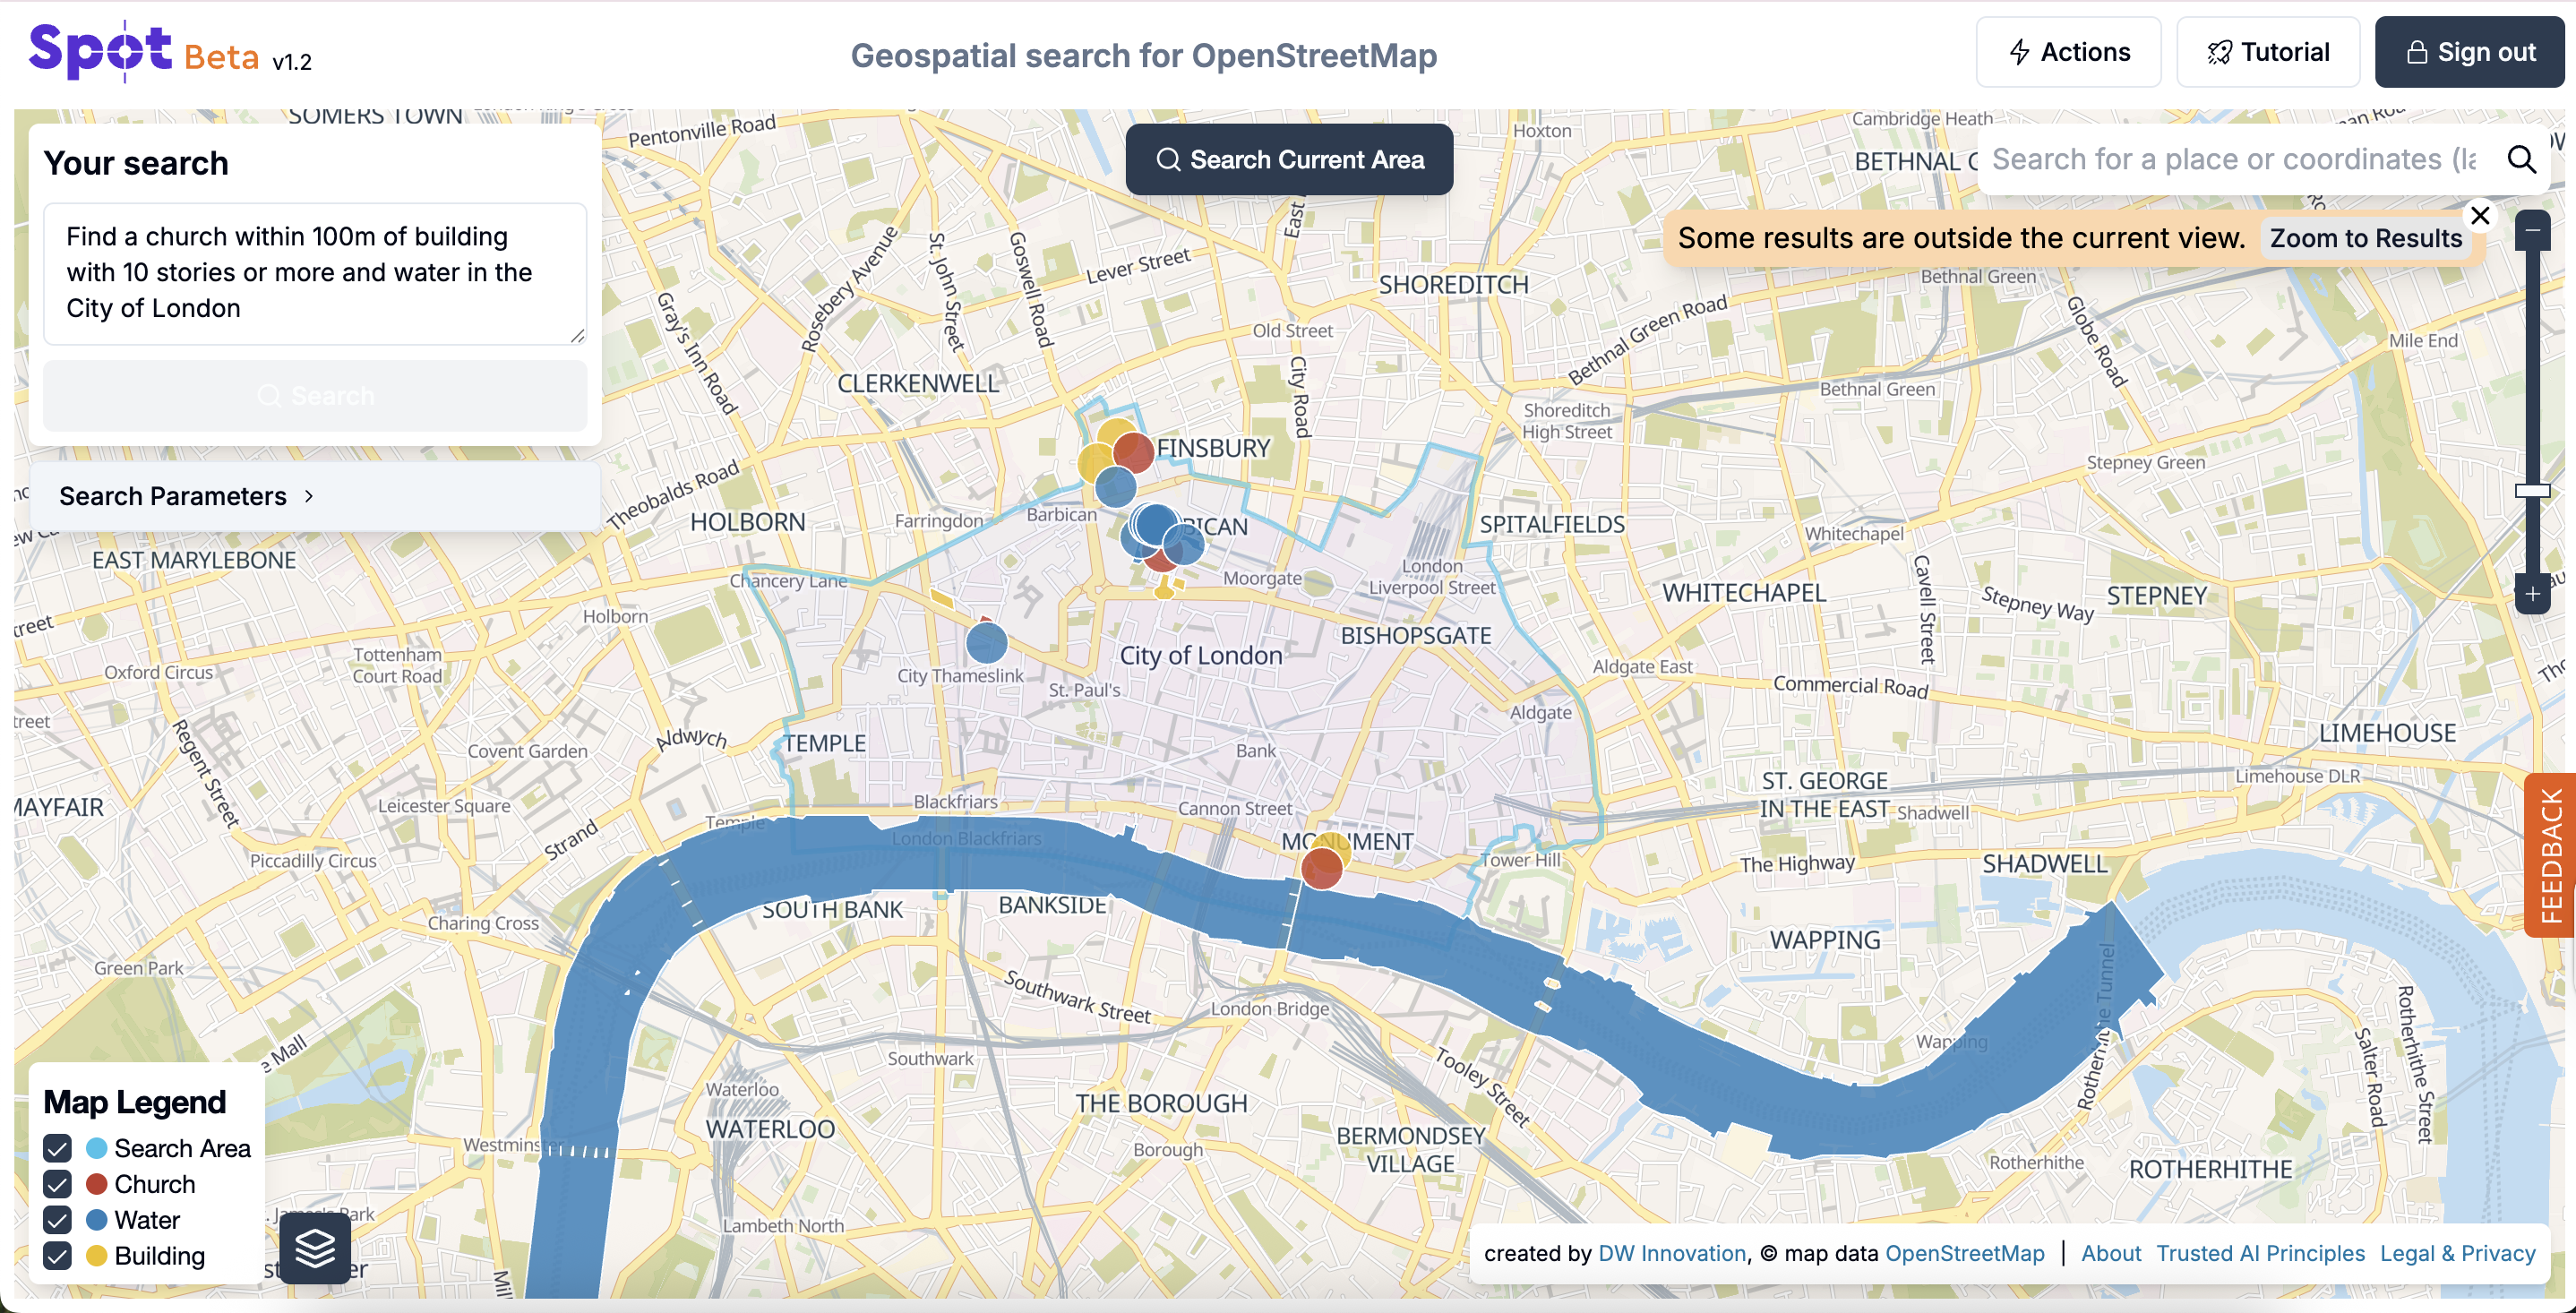 Spot Beta v1.2
Geospatial search for OpenStreetMap
Actions
Tutorial
Sign out
Your search
Find a church within 100m of building
with 10 stories or more and water in the
City of London
Search
Search Parameters
Search Current Area
Search for a place or coordinates (la
Some results are outside the current view.
Zoom to Results
SOMERS TOWN
Pentonville Road
Hoxton
Cambridge Heath
BETHNAL
Rosebery Avenue
St. John Street
Goswell Road
Lever Street
East
SHOREDITCH
Bethnal Green
Gray's Inn Road
Old Street
Bethnal Green Road
Globe Road
Mile End
CLERKENWELL
City Road
Bethnal Green
Shoreditch
High Street
FINSBURY
Stepney Green
Theobalds Road
HOLBORN
Farringdon
Barbican
BICAN
SPITALFIELDS
Whitechapel
EAST MARYLEBONE
Chancery Lane
Moorgate
London
Liverpool Street
Cavell Street
WHITECHAPEL
Stepney Way
STEPNEY
Holborn
treet
BISHOPSGATE
Oxford Circus
Tottenham
Court Road
City of London
City Thameslink
St. Paul's
Aldgate East
Commercial Road
treet
Regent Street
Covent Garden
Aldwych
TEMPLE
Bank
Aldgate
LIMEHOUSE
MAYFAIR
Leicester Square
Blackfriars
Cannon Street
ST. GEORGE
IN THE EAST
Shadwell
Limehouse DLR
Strand
Temple
London Blackfriars
MONUMENT
Tower Hill
The Highway
SHADWELL
Piccadilly Circus
FEEDBACK
Charing Cross
SOUTH BANK
BANKSIDE
WAPPING
Green Park
Southwark Street
London Bridge
Rotherhithe Tunnel
Rotherhithe Street
Salter Road
Wapping
e Mall
Southwark
Tooley Street
Waterloo
WATERLOO
THE BOROUGH
Borough
BERMONDSEY
VILLAGE
Westminster
Rotherhithe
ROTHERHITHE
Lambeth North
Map Legend
Search Area
Church
Water
Building
created by DW Innovation, © map data OpenStreetMap | About Trusted AI Principles Legal & Privacy